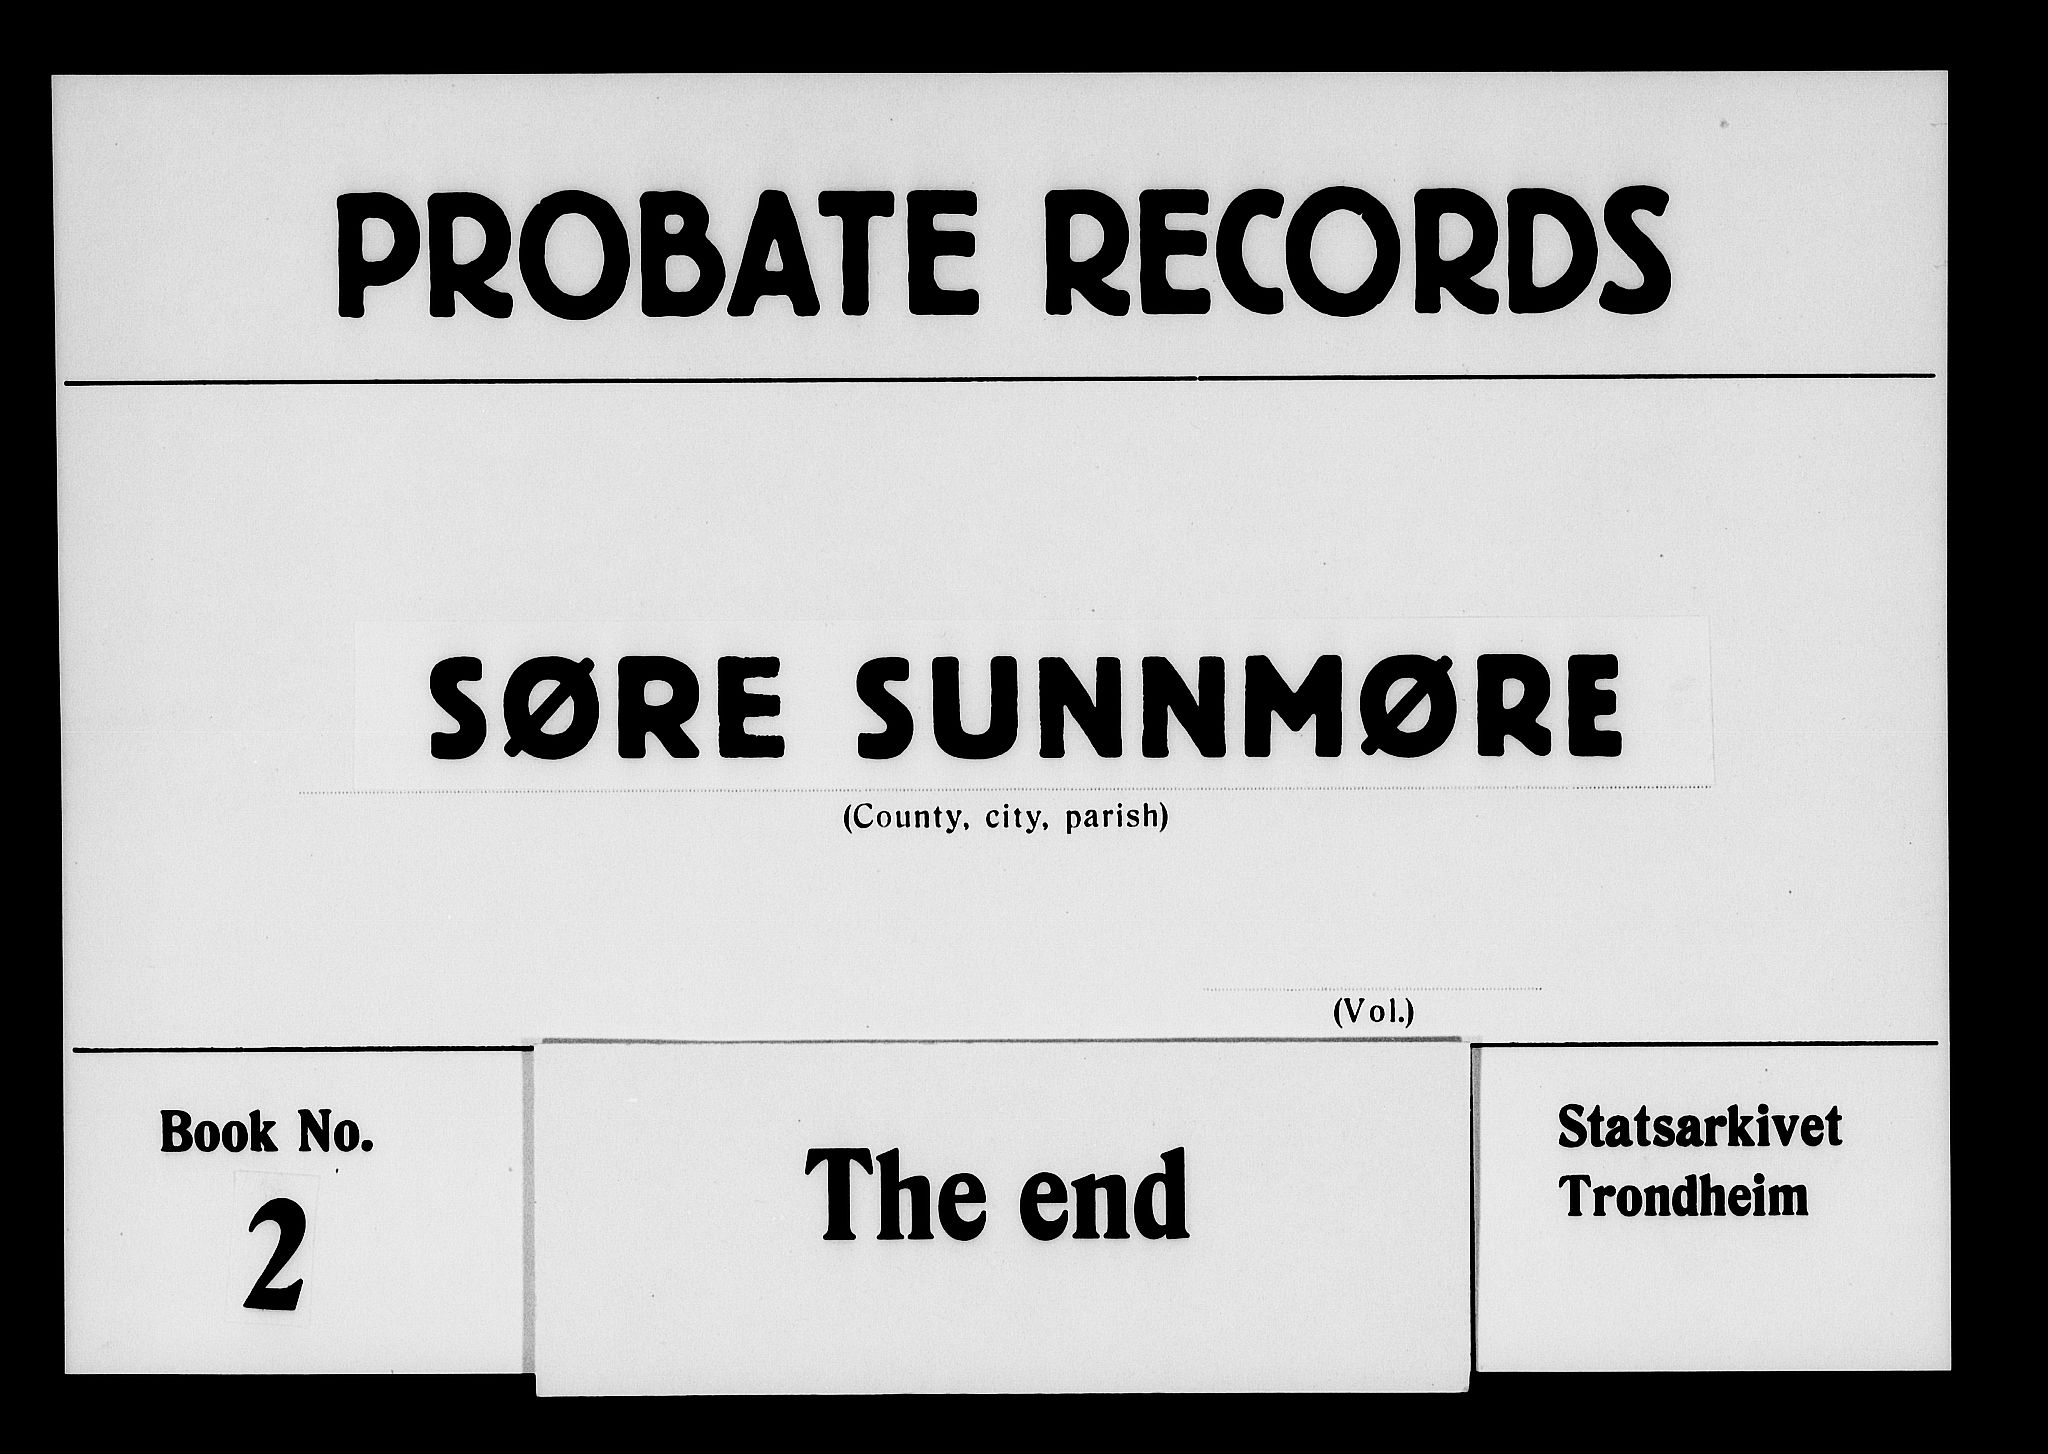 PROBATE RECORDS
SØRE SUNNMØRE
(County, city, parish)
(Vol.)
Book No.
2
The end
Statsarkivet
Trondheim